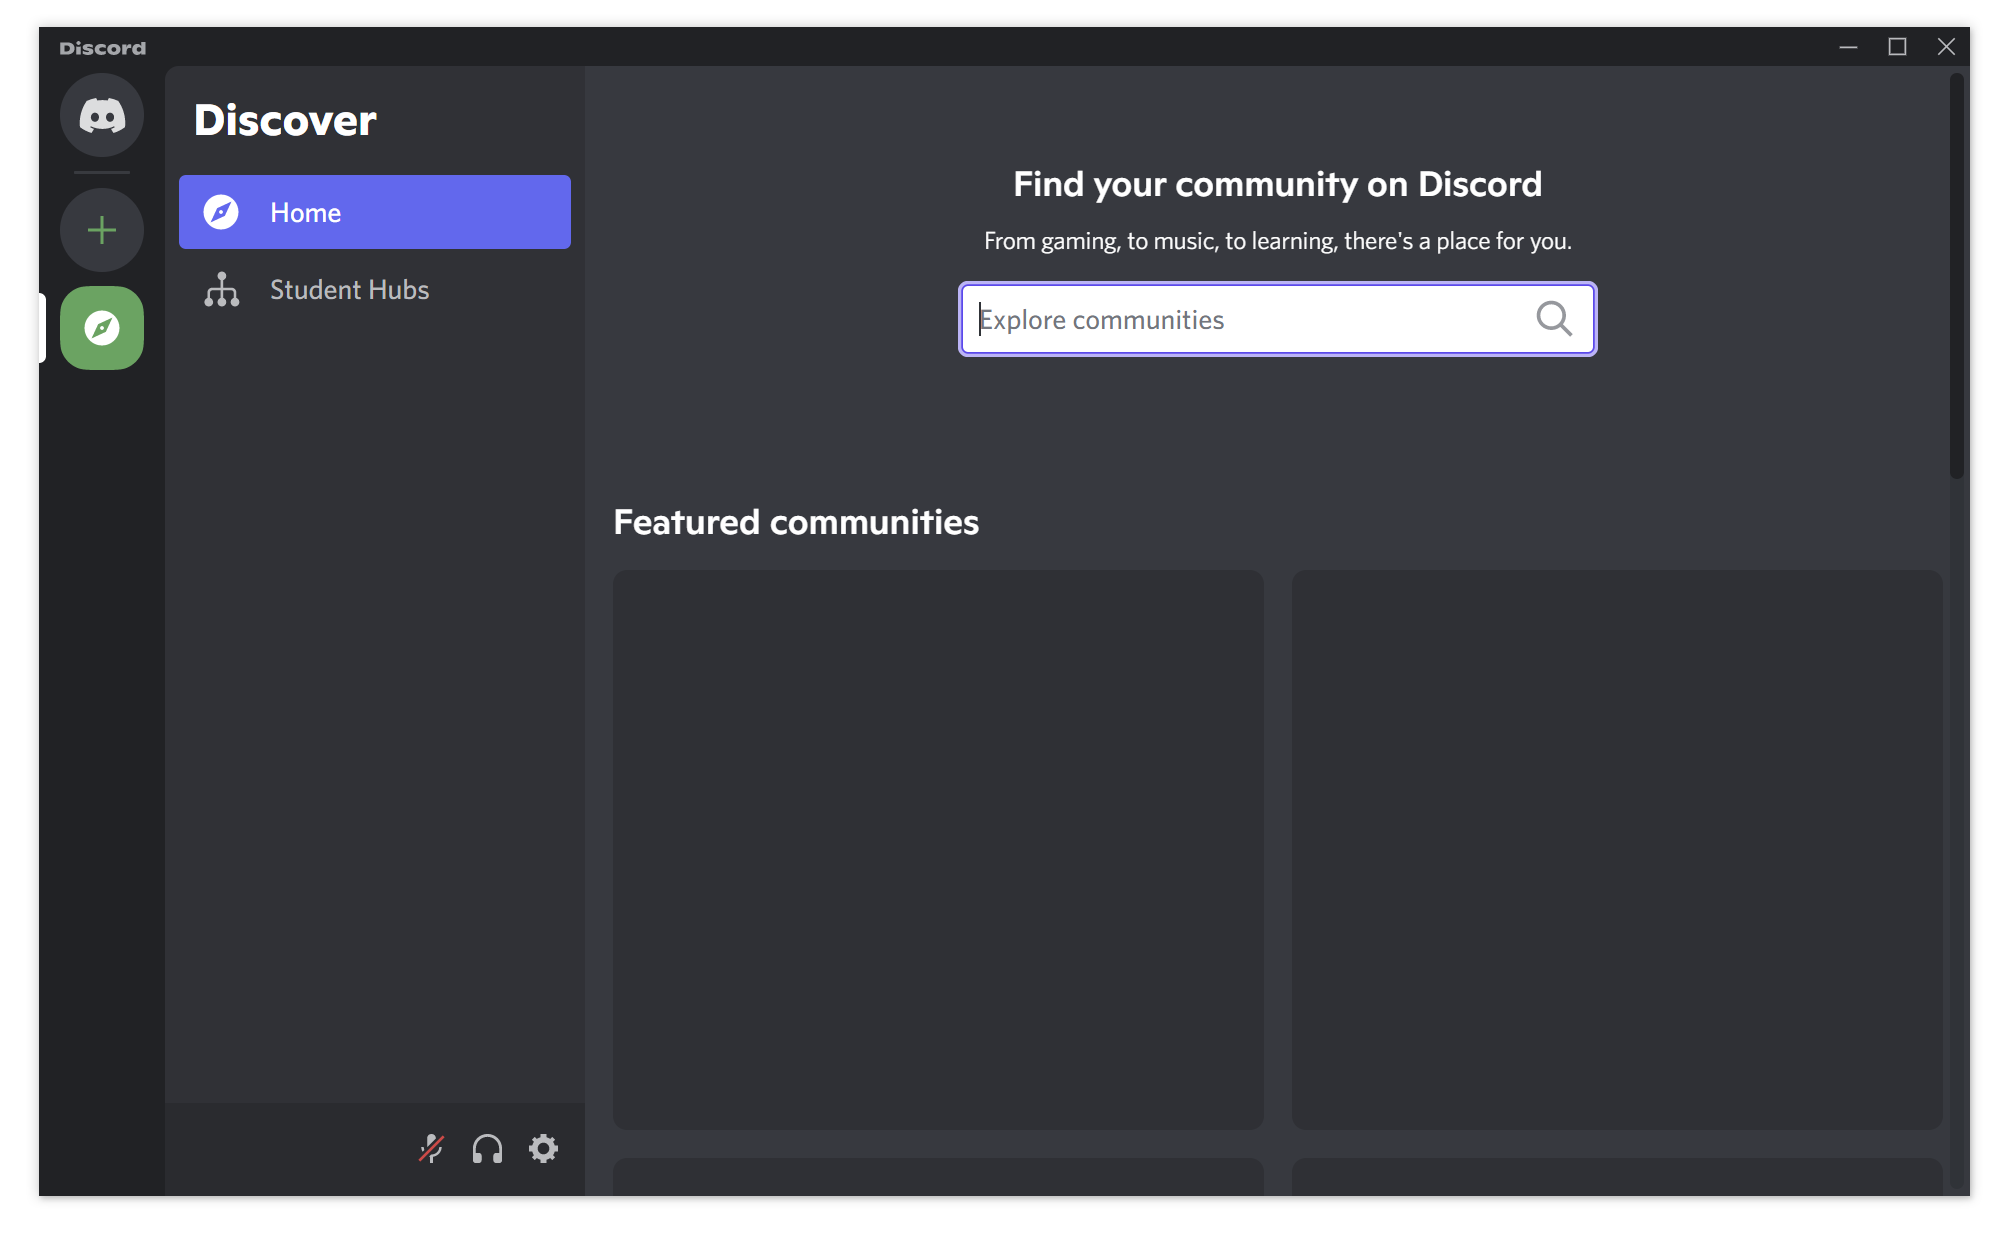 Discord
Discover
Home
Student Hubs
Find your community on Discord
From gaming, to music, to learning, there's a place for you.
Explore communities
Featured communities